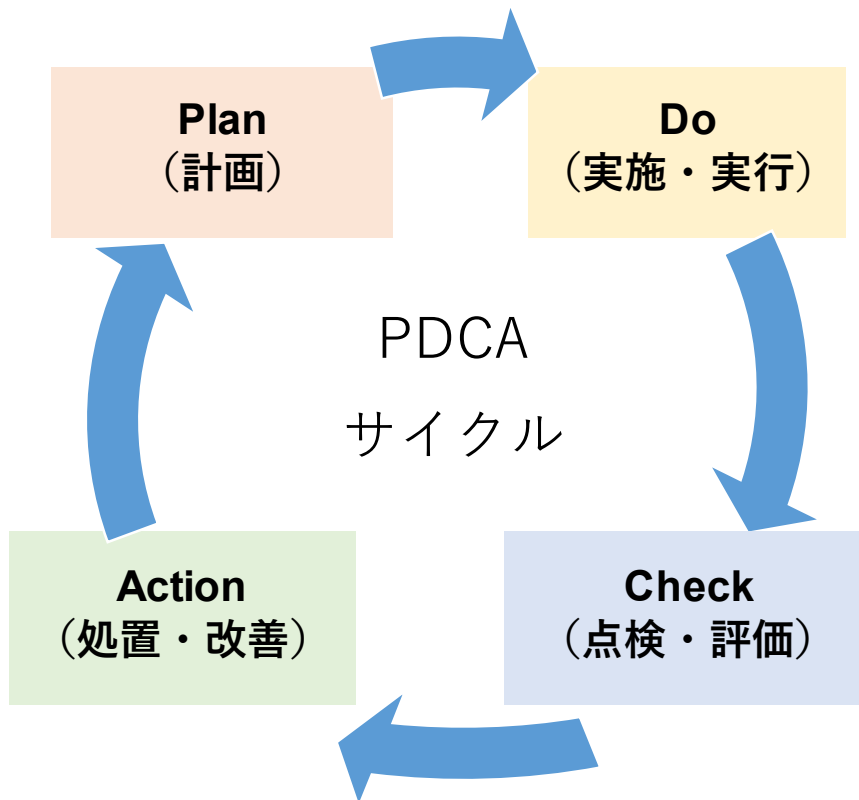 Plan
（計画）
Do
（実施・実行）
PDCA
サイクル
Action
（処置・改善）
Check
（点検・評価）